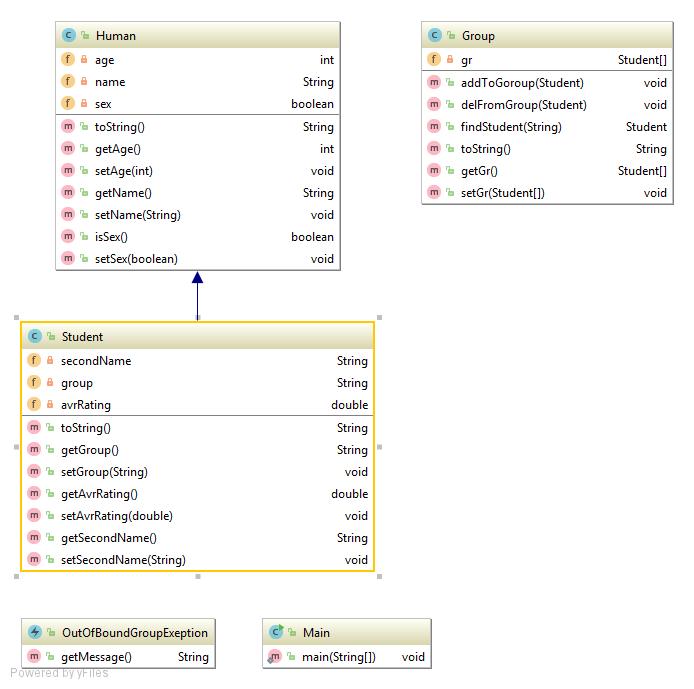 Human
age int
name String
sex boolean
toString() String
getAge() int
setAge(int) void
getName() String
setName(String) void
isSex() boolean
setSex(boolean) void
Group
gr Student[]
addToGoroup(Student) void
delFromGroup(Student) void
findStudent(String) Student
toString() String
getGr() Student[]
setGr(Student[]) void
Student
secondName String
group String
avrRating double
toString() String
getGroup() String
setGroup(String) void
getAvrRating() double
setAvrRating(double) void
getSecondName() String
setSecondName(String) void
OutOfBoundGroupExeption
getMessage() String
Main
main(String[]) void
Powered by yFiles